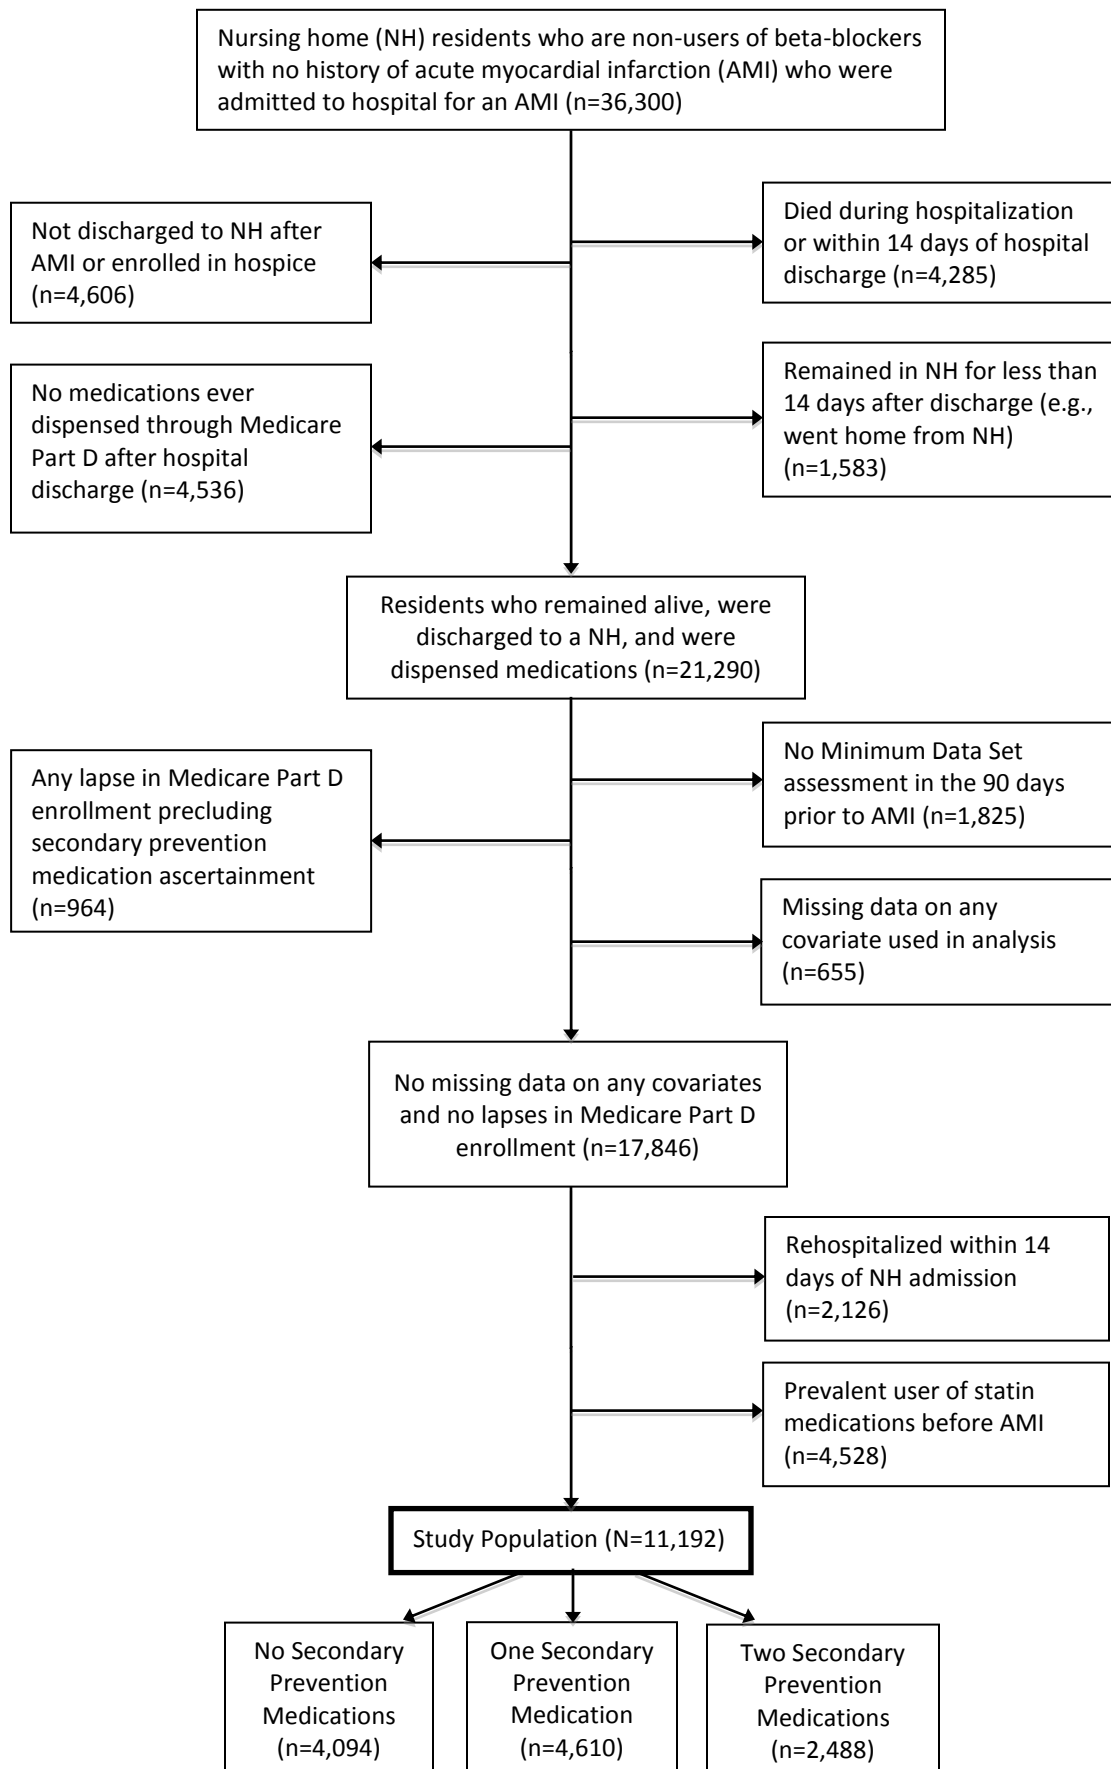 Nursing home (NH) residents who are non-users of beta-blockers
with no history of acute myocardial infarction (AMI) who were
admitted to hospital for an AMI (n=36,300)
Not discharged to NH after
AMI or enrolled in hospice
(n=4,606)
Died during hospitalization
or within 14 days of hospital
discharge (n=4,285)
No medications ever
dispensed through Medicare
Part D after hospital
discharge (n=4,536)
Remained in NH for less than
14 days after discharge (e.g.,
went home from NH)
(n=1,583)
Residents who remained alive, were
discharged to a NH, and were
dispensed medications (n=21,290)
Any lapse in Medicare Part D
enrollment precluding
secondary prevention
medication ascertainment
(n=964)
No Minimum Data Set
assessment in the 90 days
prior to AMI (n=1,825)
Missing data on any
covariate used in analysis
(n=655)
No missing data on any covariates
and no lapses in Medicare Part D
enrollment (n=17,846)
Rehospitalized within 14
days of NH admission
(n=2,126)
Prevalent user of statin
medications before AMI
(n=4,528)
Study Population (N=11,192)
No Secondary
Prevention
Medications
(n=4,094)
One Secondary
Prevention
Medication
(n=4,610)
Two Secondary
Prevention
Medications
(n=2,488)